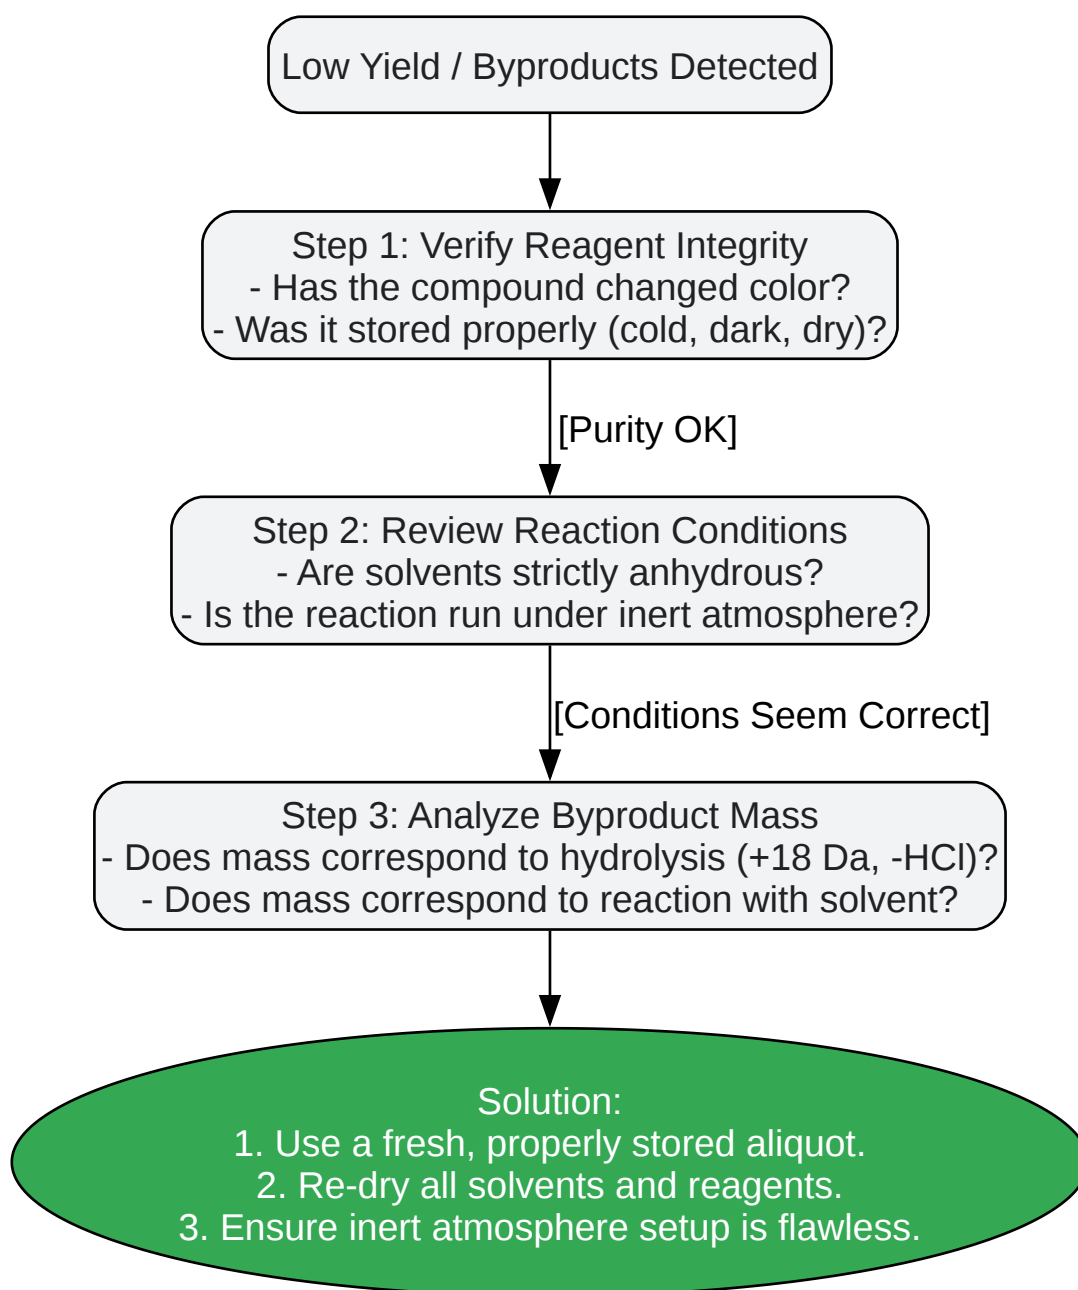 Low Yield / Byproducts Detected
Step 1: Verify Reagent Integrity
- Has the compound changed color?
- Was it stored properly (cold, dark, dry)?
[Purity OK]
Step 2: Review Reaction Conditions
- Are solvents strictly anhydrous?
- Is the reaction run under inert atmosphere?
[Conditions Seem Correct]
Step 3: Analyze Byproduct Mass
- Does mass correspond to hydrolysis (+18 Da, -HCl)?
- Does mass correspond to reaction with solvent?
Solution:
1. Use a fresh, properly stored aliquot.
2. Re-dry all solvents and reagents.
3. Ensure inert atmosphere setup is flawless.